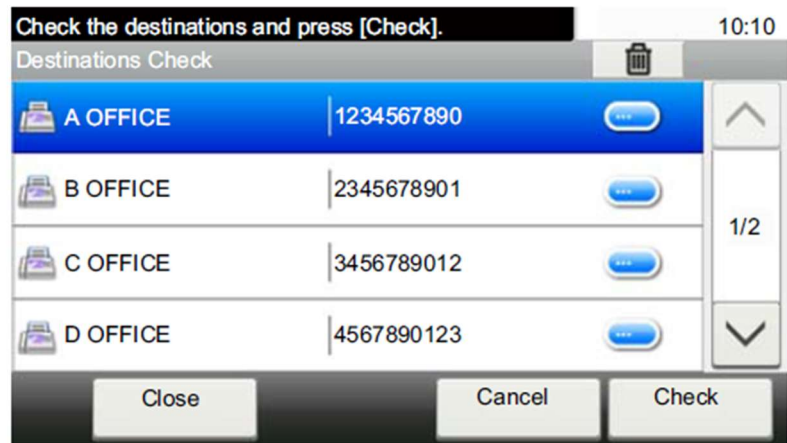 Check the destinations and press [Check]. 10:10
Destinations Check
A OFFICE 1234567890
B OFFICE 2345678901
1/2
C OFFICE 3456789012
D OFFICE 4567890123
Close Cancel Check